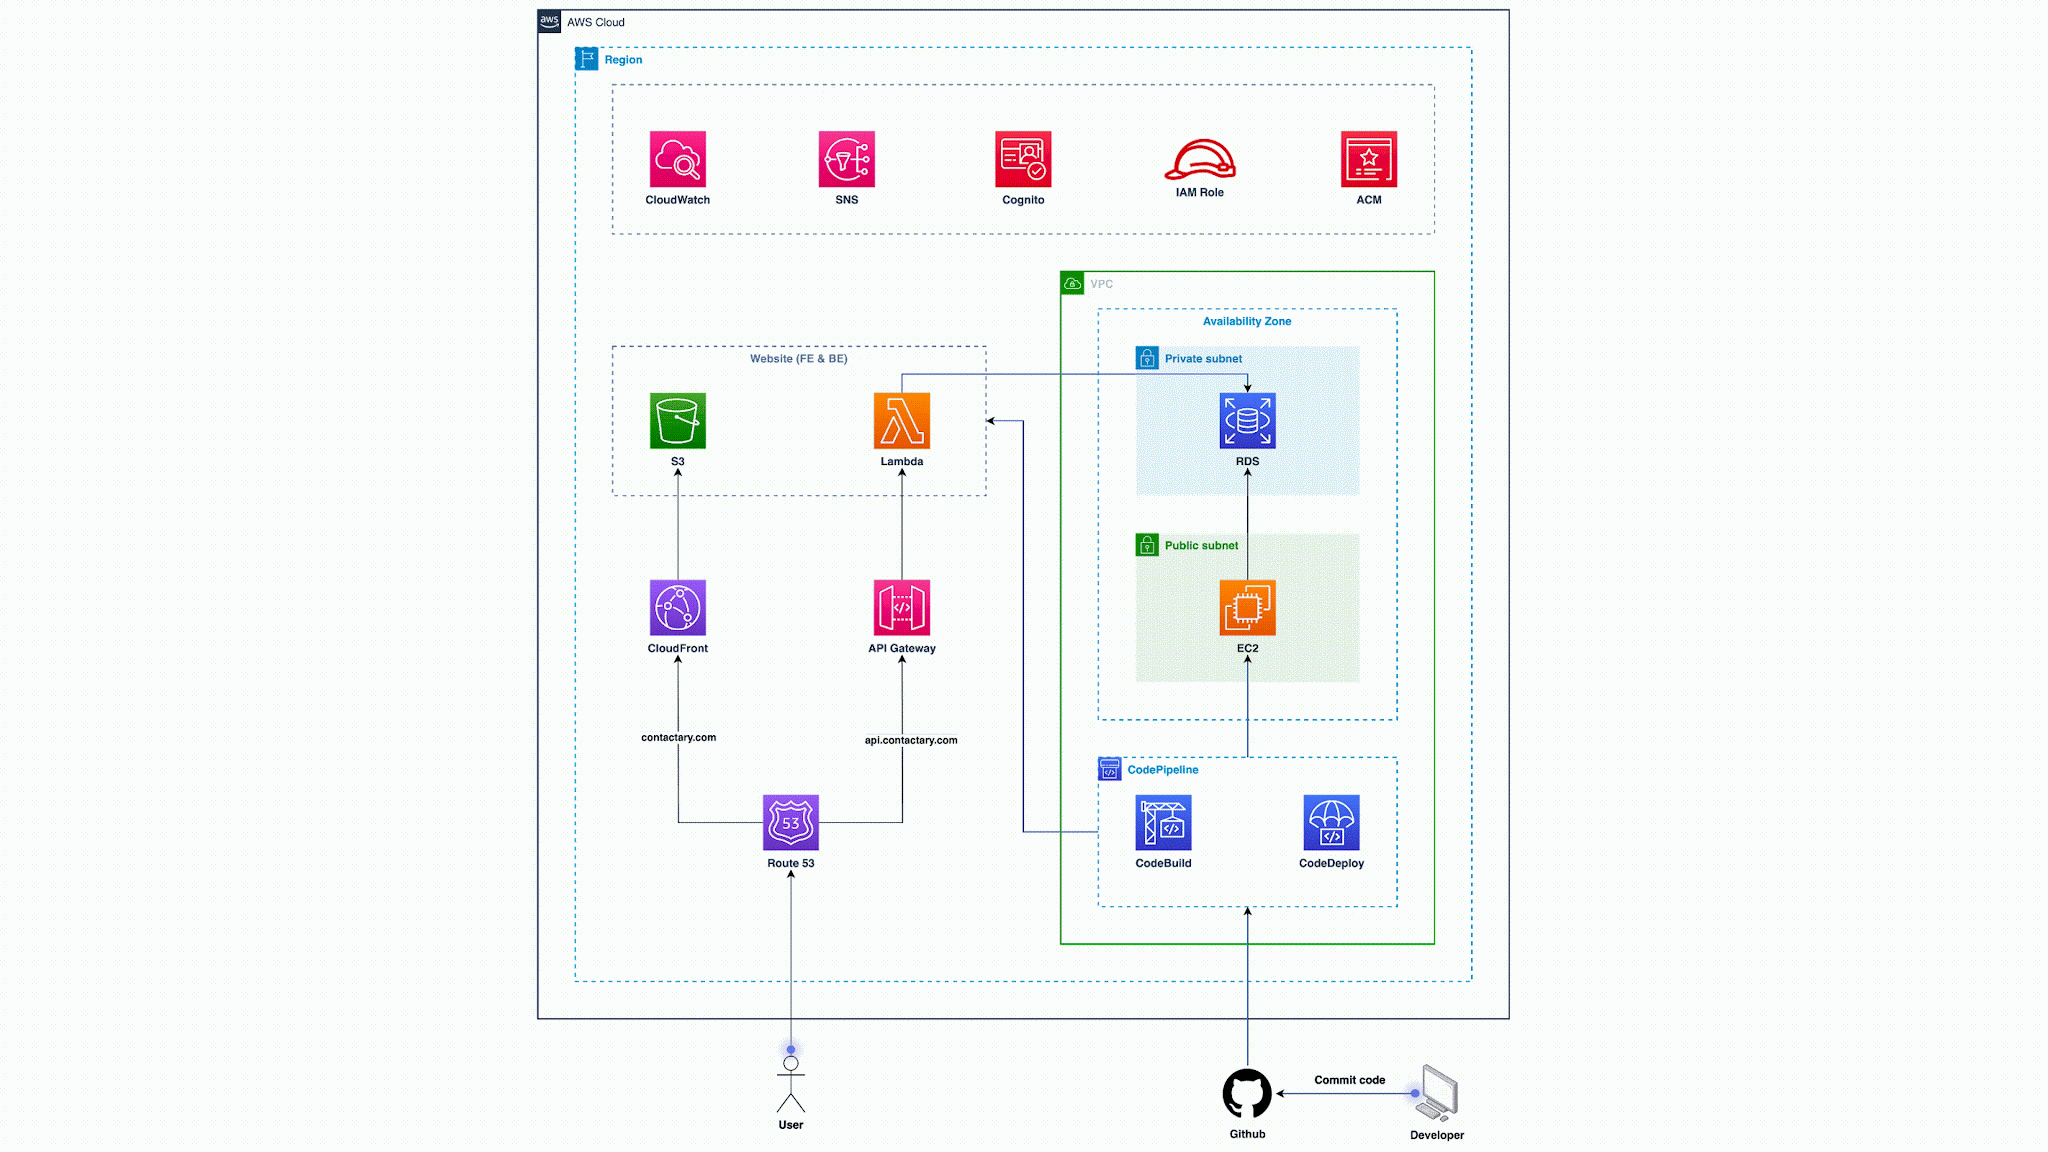 aws
AWS Cloud
Region
CloudWatch
SNS
Cognito
IAM Role
ACM
VPC
Availability Zone
Website (FE & BE)
Private subnet
S3
Lambda
RDS
Public subnet
CloudFront
API Gateway
EC2
contactary.com
api.contactary.com
CodePipeline
53
Route 53
CodeBuild
CodeDeploy
Commit code
User
Github
Developer